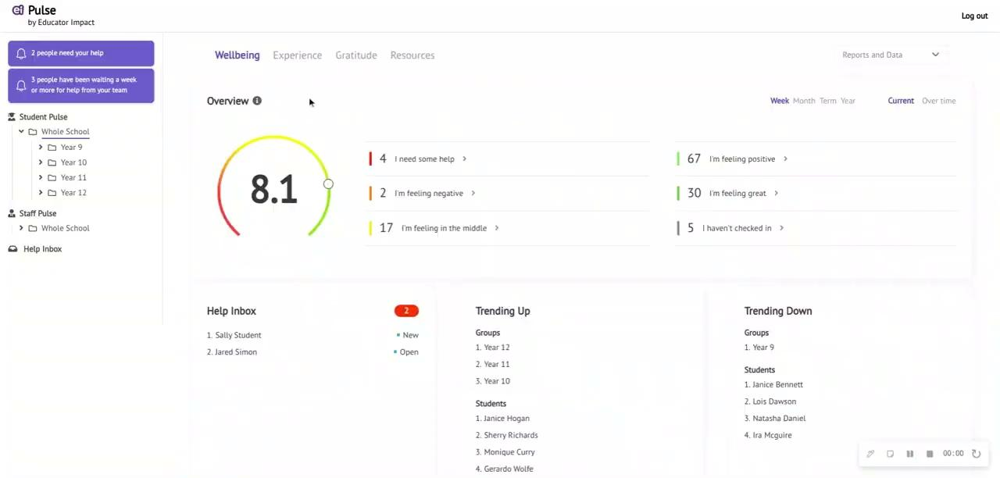 ei Pulse
by Educator Impact
Log out
2 people need your help
3 people have been waiting a week
or more for help from your team
Student Pulse
Whole School
Year 9
Year 10
Year 11
Year 12
Staff Pulse
Whole School
Help Inbox
Wellbeing Experience Gratitude Resources
Reports and Data
Overview
Week Month Term Year Current Over time
8.1
4 I need some help
2 I'm feeling negative
17 I'm feeling in the middle
67 I'm feeling positive
30 I'm feeling great
5 I haven't checked in
Help Inbox 2
1. Sally Student New
2. Jared Simon Open
Trending Up
Groups
1. Year 12
2. Year 11
3. Year 10
Students
1. Janice Hogan
2. Sherry Richards
3. Monique Curry
4. Gerardo Wolfe
Trending Down
Groups
1. Year 9
Students
1. Janice Bennett
2. Lois Dawson
3. Natasha Daniel
4. Ira Mcguire
00:00